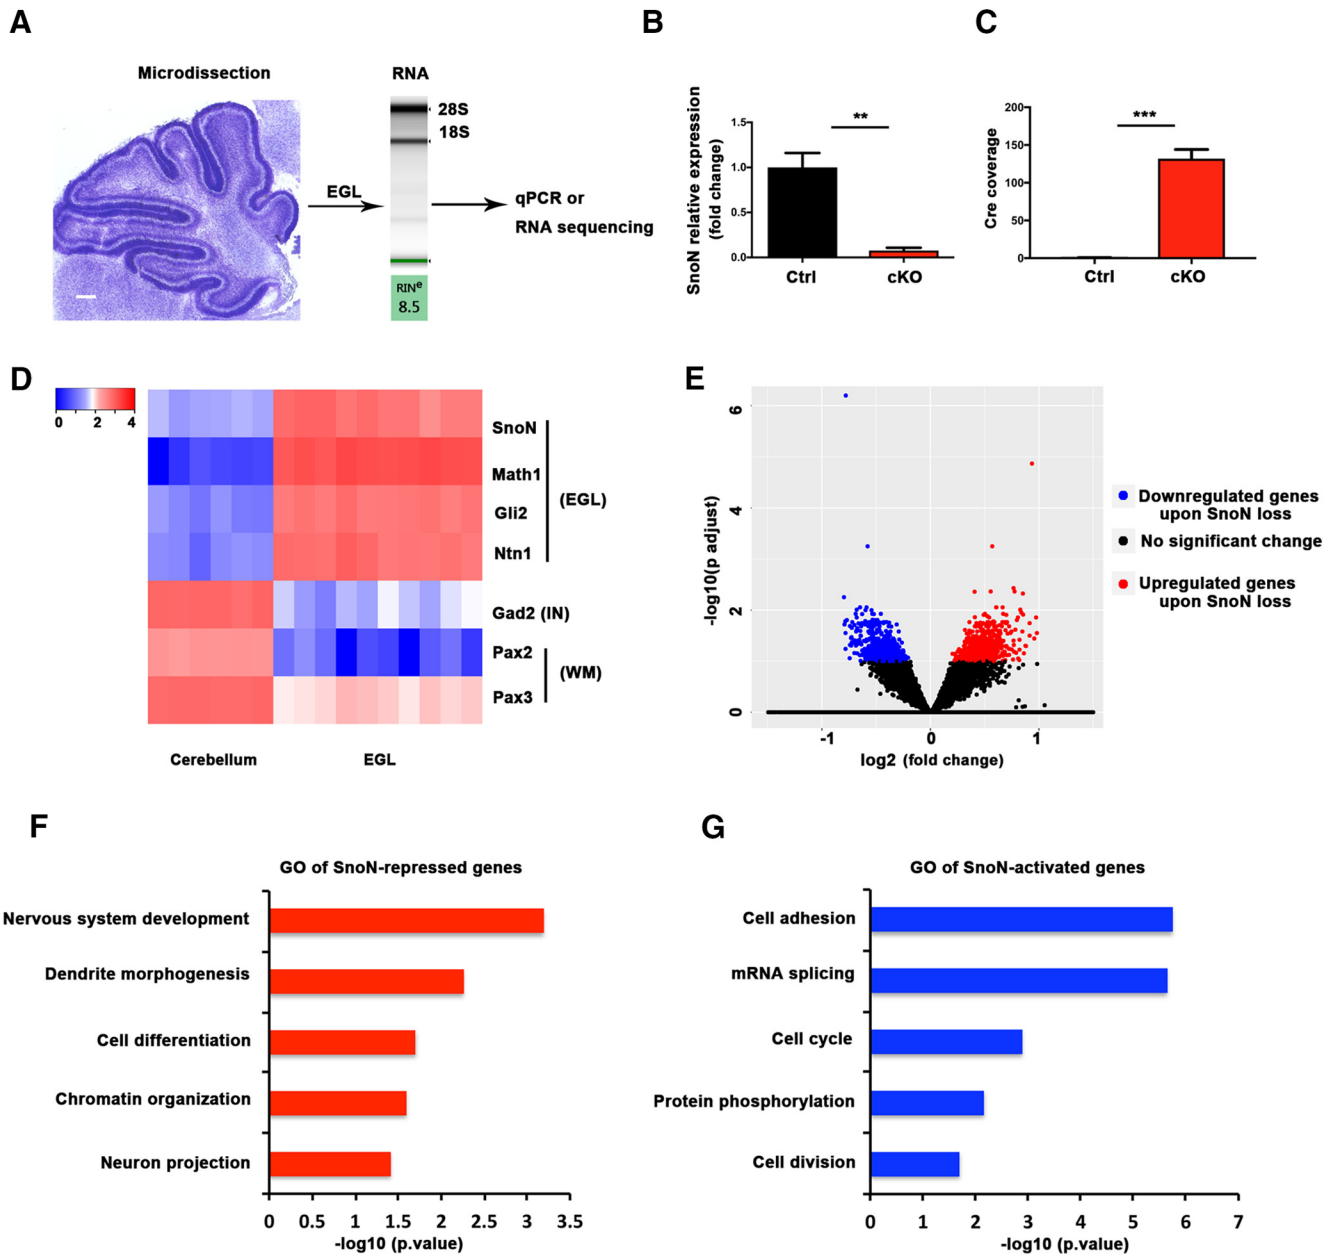 A
Microdissection
RNA
28S
18S
EGL
qPCR or
RNA sequencing
RINe
8.5
B
SnoN relative expression
(fold change)
1.5
1.0
0.5
0.0
**
Ctrl
cKO
C
Cre coverage
200
150
100
50
0
***
Ctrl
cKO
D
0 2 4
SnoN
Math1
Gli2
Ntn1
(EGL)
Gad2 (IN)
Pax2
Pax3
(WM)
Cerebellum
EGL
E
-log10(p adjust)
6
4
2
0
-1 0 1
log2 (fold change)
Downregulated genes
upon SnoN loss
No significant change
Upregulated genes
upon SnoN loss
F
GO of SnoN-repressed genes
Nervous system development
Dendrite morphogenesis
Cell differentiation
Chromatin organization
Neuron projection
0 0.5 1 1.5 2 2.5 3 3.5
-log10 (p.value)
G
GO of SnoN-activated genes
Cell adhesion
mRNA splicing
Cell cycle
Protein phosphorylation
Cell division
0 1 2 3 4 5 6 7
-log10 (p.value)